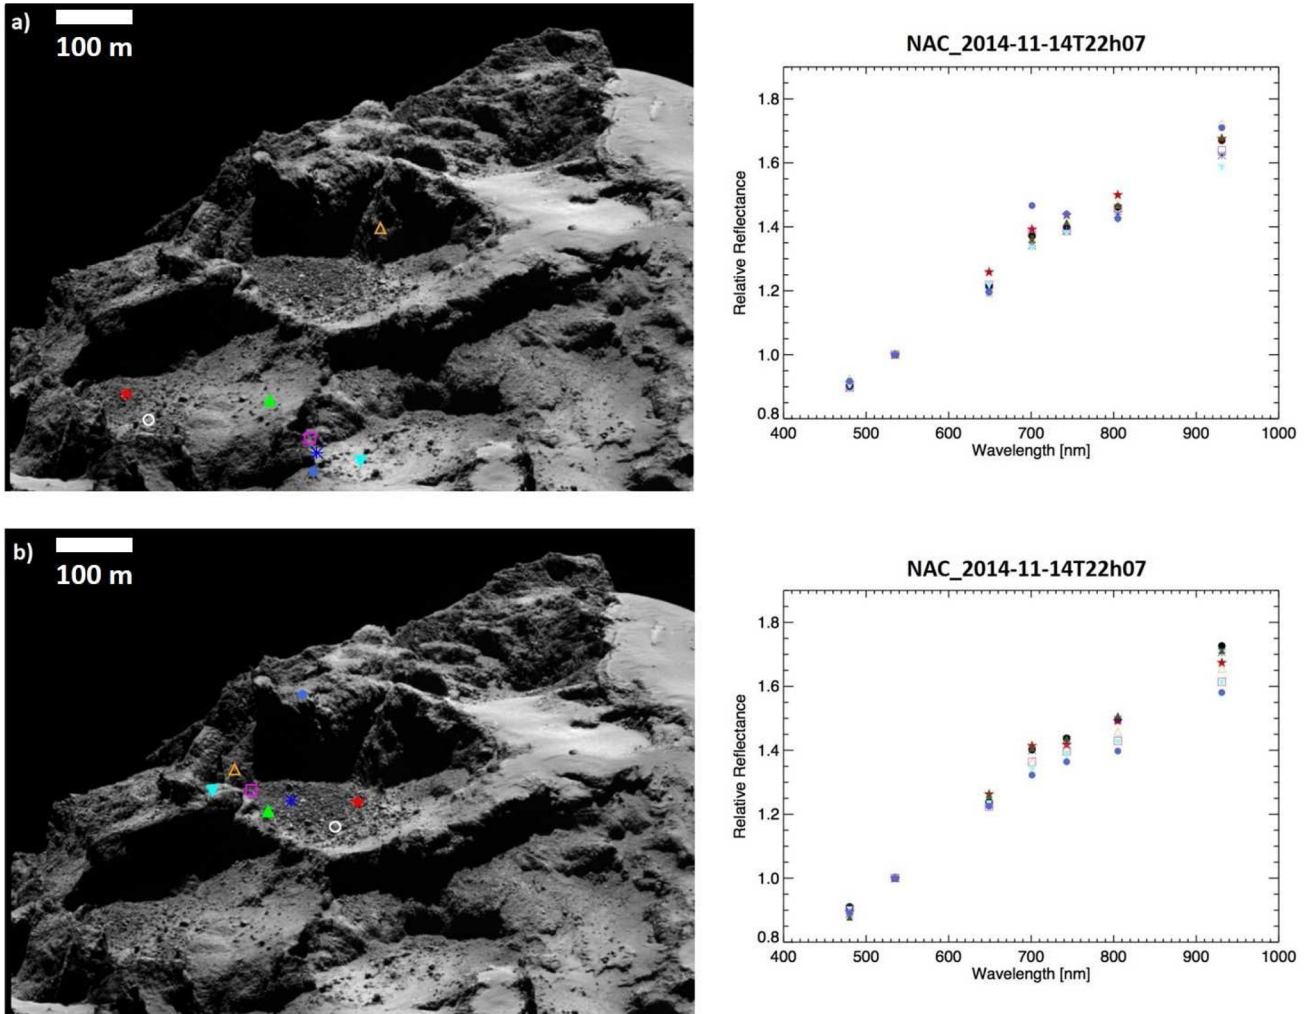 a)
100 m
NAC_2014-11-14T22h07
Relative Reflectance
1.8
1.6
1.4
1.2
1.0
0.8
400 500 600 700 800 900 1000
Wavelength [nm]
b)
100 m
NAC_2014-11-14T22h07
Relative Reflectance
1.8
1.6
1.4
1.2
1.0
0.8
400 500 600 700 800 900 1000
Wavelength [nm]